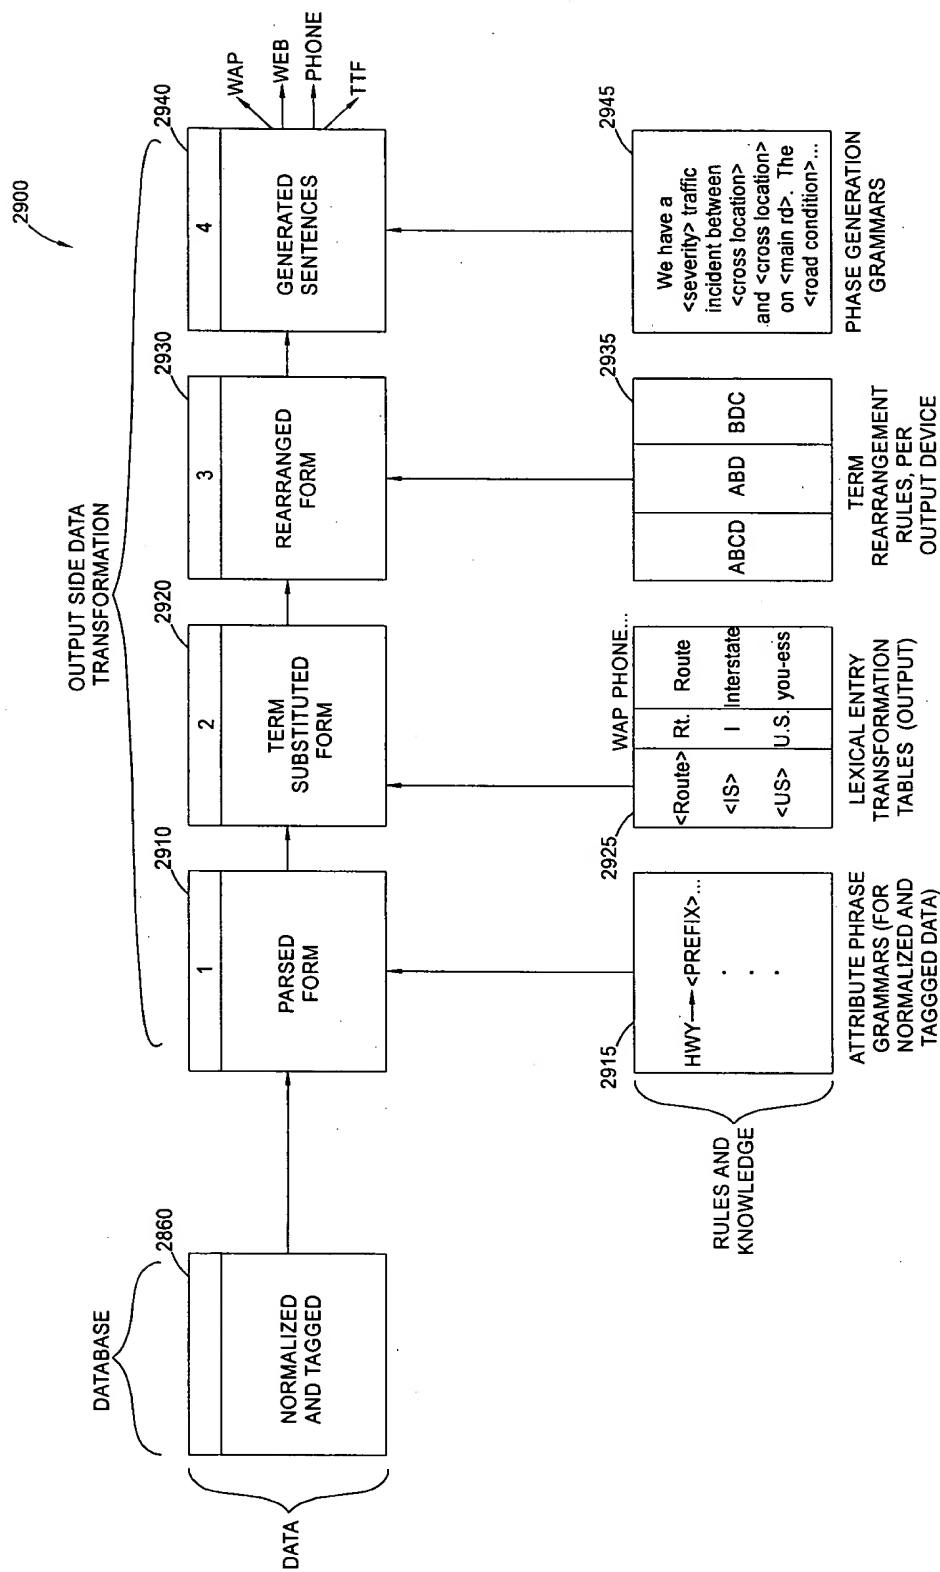 2900
OUTPUT SIDE DATA
TRANSFORMATION
DATABASE
2860
NORMALIZED
AND TAGGED
DATA
2910
1
PARSED
FORM
2920
2
TERM
SUBSTITUTED
FORM
2930
3
REARRANGED
FORM
2940
4
GENERATED
SENTENCES
WAP
WEB
PHONE
TTF
RULES AND
KNOWLEDGE
2915
HWY → <PREFIX>...
.
.
ATTRIBUTE PHRASE
GRAMMARS (FOR
NORMALIZED AND
TAGGGED DATA)
2925
WAP PHONE...
<Route> Rt. Route
<IS> I Interstate
<US> U.S. you-ess
LEXICAL ENTRY
TRANSFORMATION
TABLES (OUTPUT)
2935
ABCD ABD BDC
TERM
REARRANGEMENT
RULES, PER
OUTPUT DEVICE
2945
We have a
<severity> traffic
incident between
<cross location>
and <cross location>
on <main rd>. The
<road condition>...
PHASE GENERATION
GRAMMARS